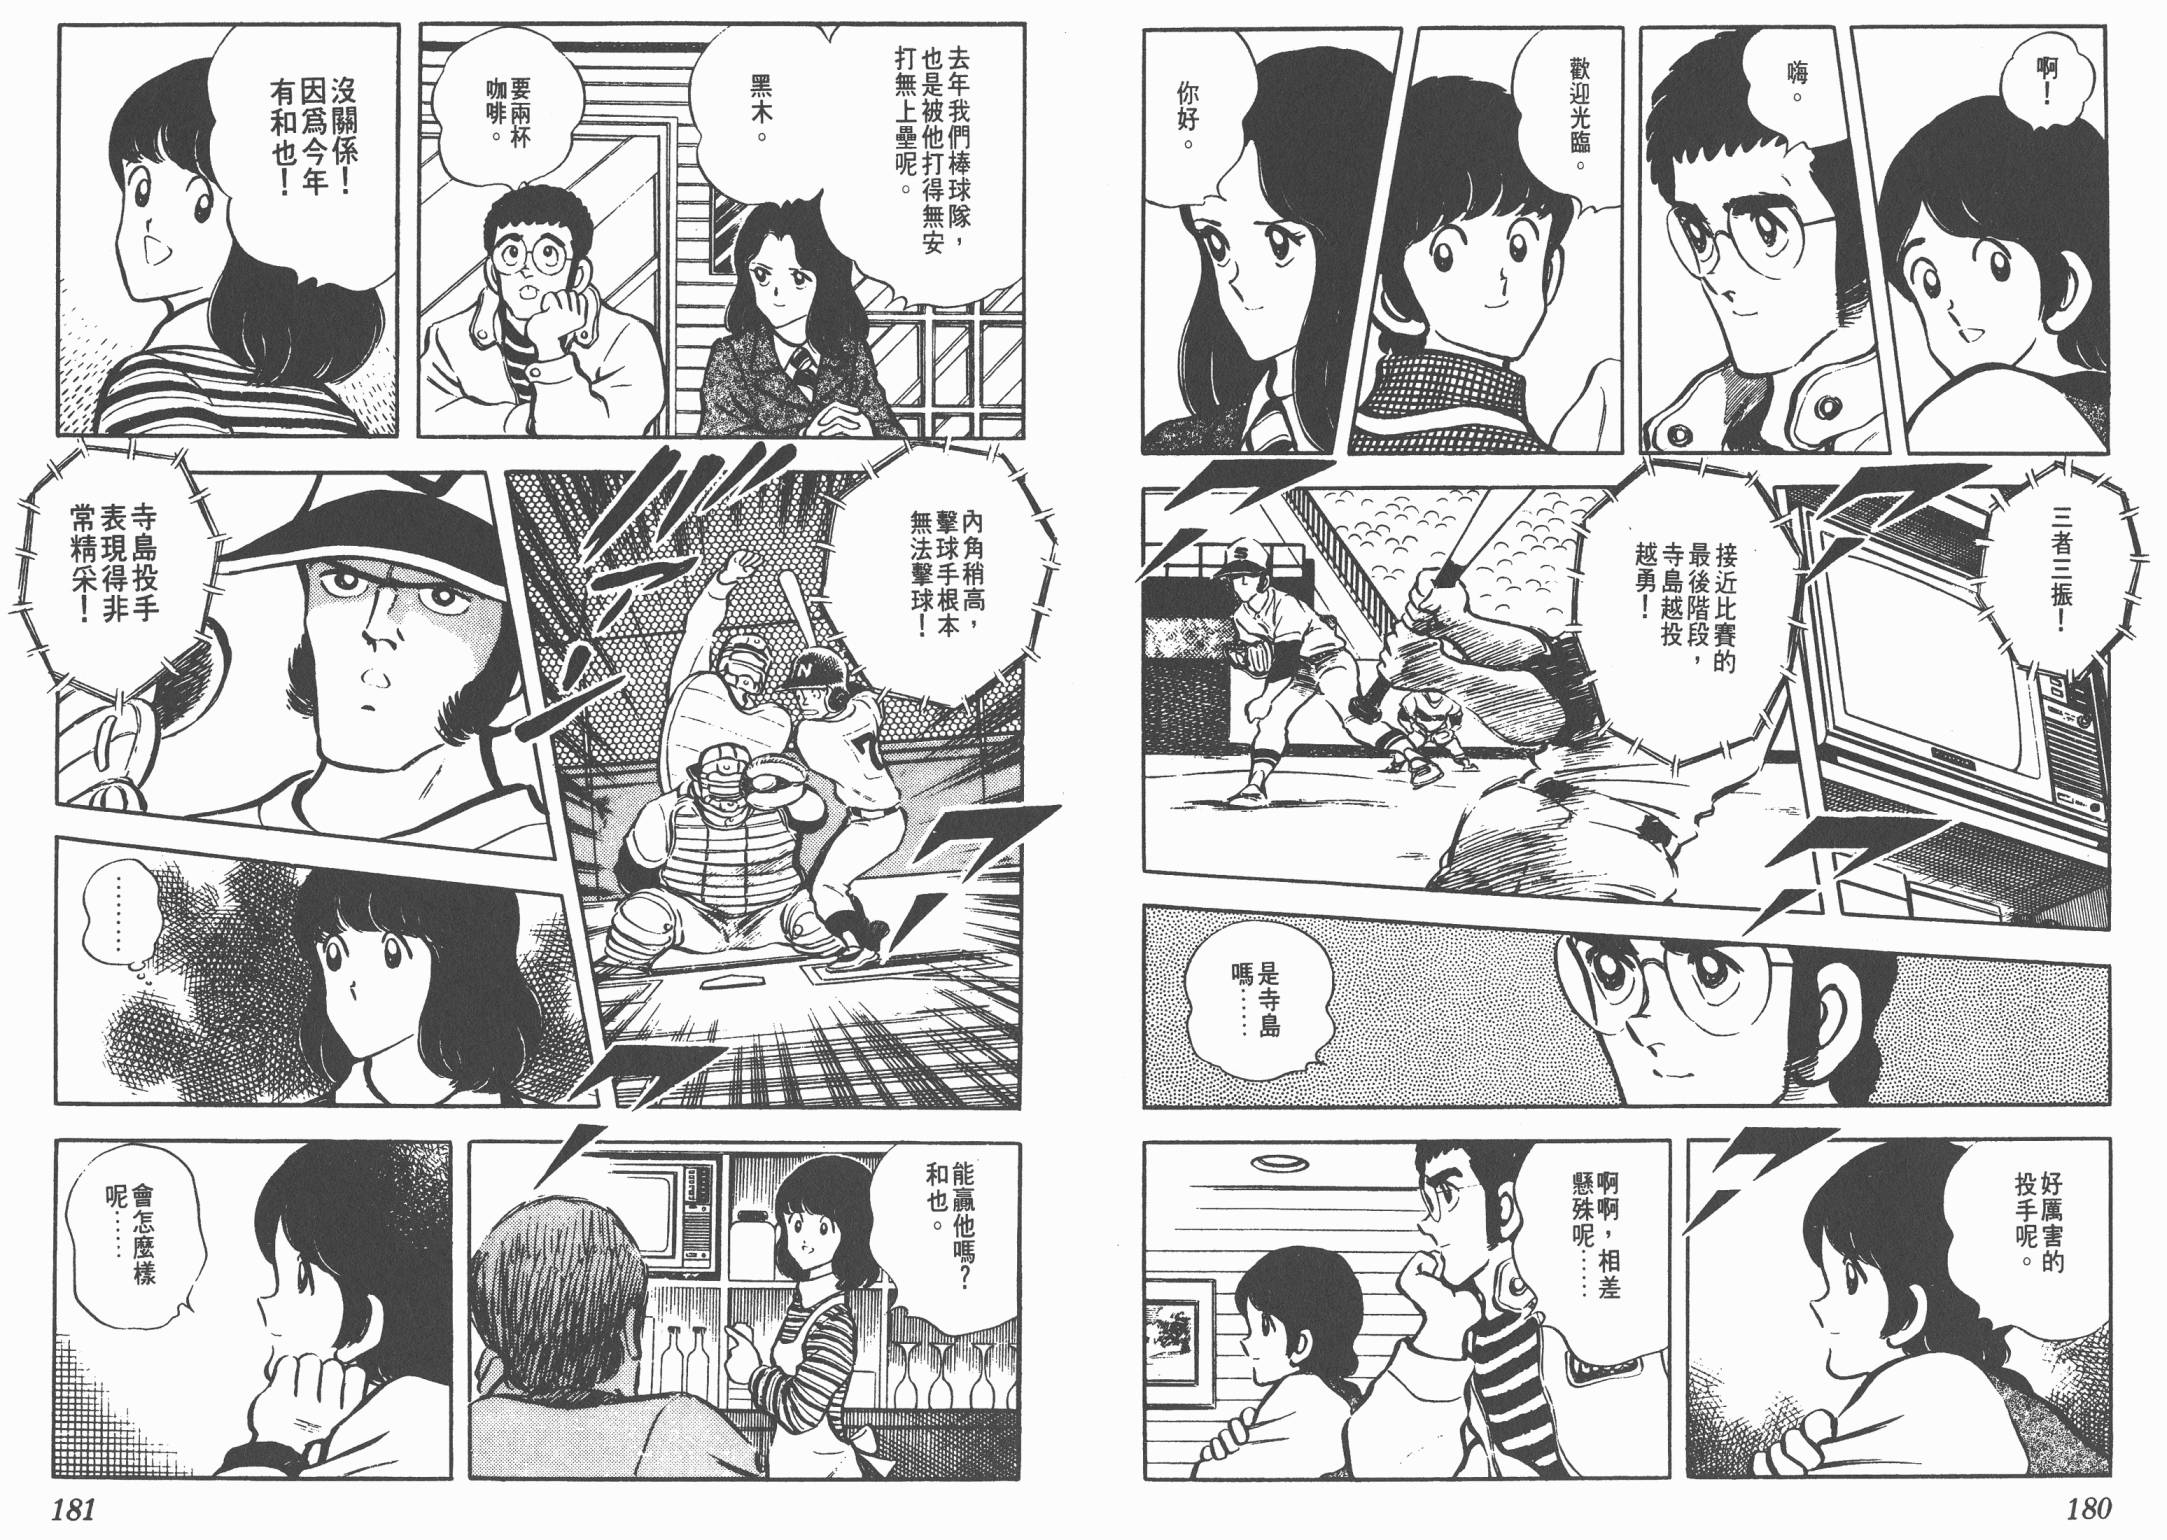 啊！
嗨。
歡迎光臨。
你好。
三者三振！
接近比賽的
最後階段，
寺島越投
越勇！
S
是寺島
嗎……
好厲害的
投手呢。
啊啊，相差
懸殊呢……
180
去年我們棒球隊，
也是被他打得無安
打無上壘呢。
黑木。
要兩杯
咖啡。
沒關係！
因爲今年
有和也！
內角稍高，
擊球手根本
無法擊球！
N
7
寺島投手
表現得非
常精采！
………
能贏他嗎？
和也。
會怎麼樣
呢……
181